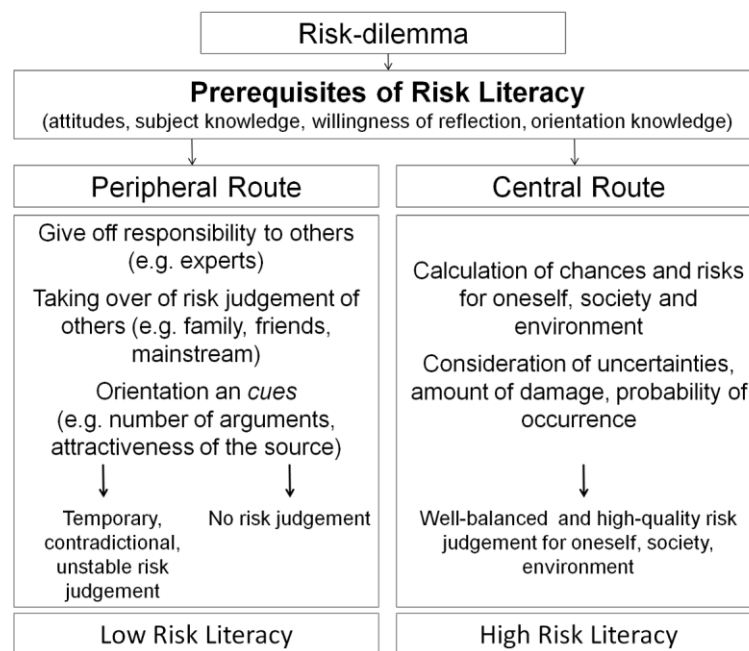 Risk-dilemma
Prerequisites of Risk Literacy
(attitudes, subject knowledge, willingness of reflection, orientation knowledge)
Peripheral Route
Give off responsibility to others
(e.g. experts)
Taking over of risk judgement of
others (e.g. family, friends,
mainstream)
Orientation an cues
(e.g. number of arguments,
attractiveness of the source)
Temporary,
contradictional,
unstable risk
judgement
No risk judgement
Low Risk Literacy
Central Route
Calculation of chances and risks
for oneself, society and
environment
Consideration of uncertainties,
amount of damage, probability of
occurrence
Well-balanced and high-quality risk
judgement for oneself, society,
environment
High Risk Literacy